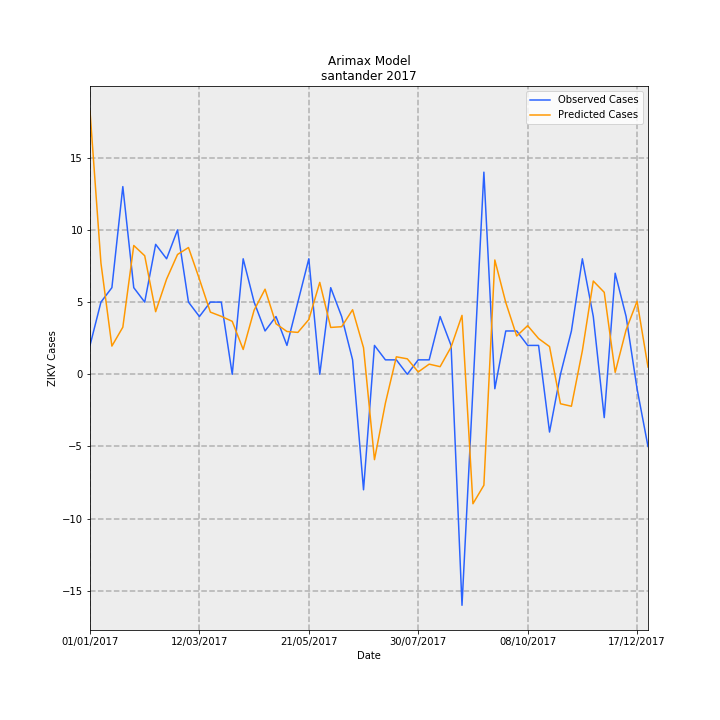 Arimax Model
santander 2017
Observed Cases
Predicted Cases
ZIKV Cases
15
10
5
0
−5
−10
−15
01/01/2017
12/03/2017
21/05/2017
30/07/2017
08/10/2017
17/12/2017
Date